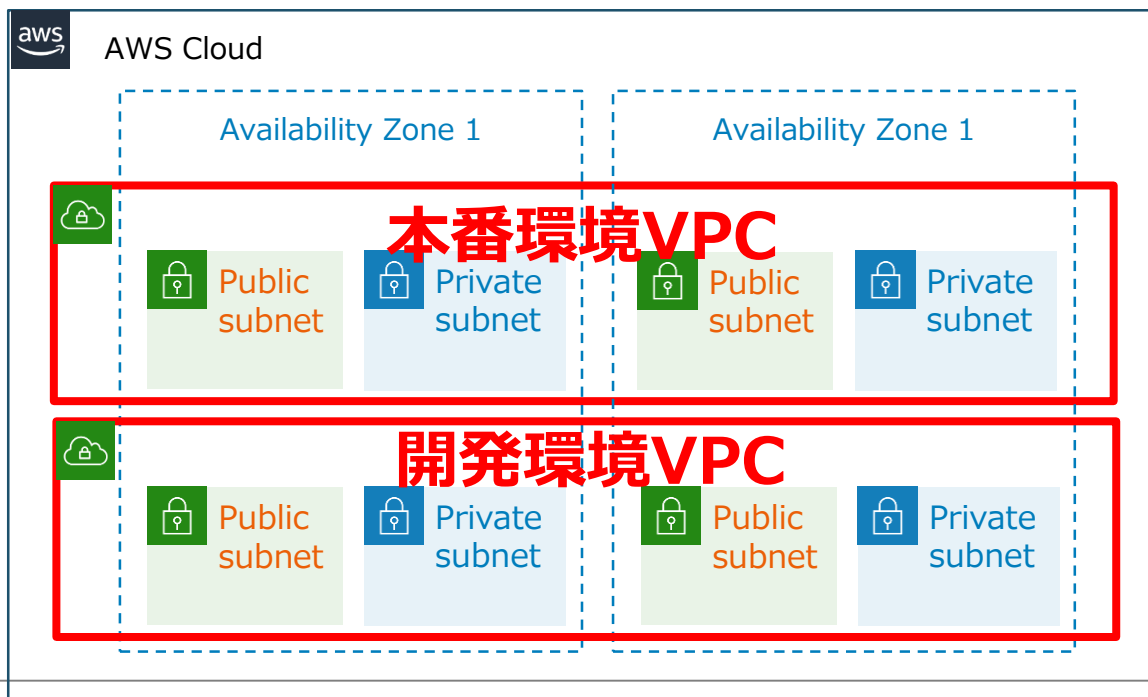 aws
AWS Cloud
Availability Zone 1
Availability Zone 1
本番環境VPC
Public
subnet
Private
subnet
Public
subnet
Private
subnet
開発環境VPC
Public
subnet
Private
subnet
Public
subnet
Private
subnet